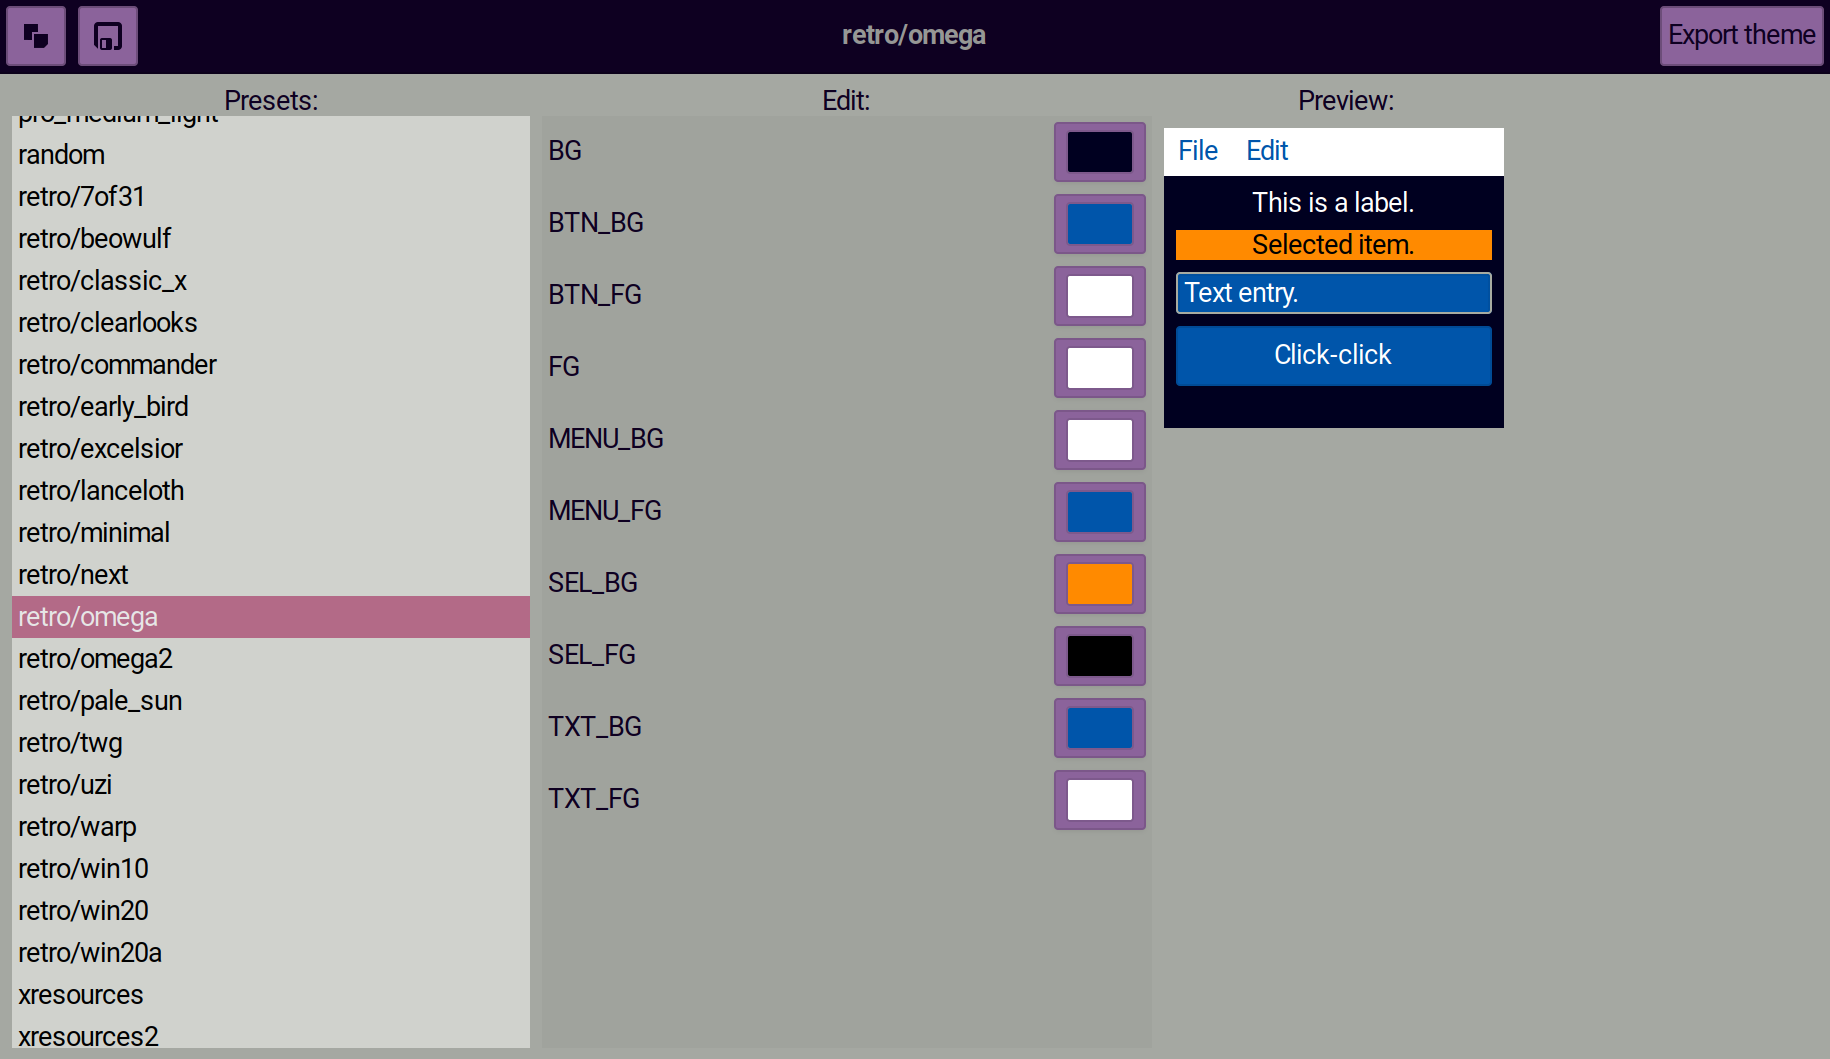 retro/omega
Export theme
Presets:
pro_medium_light
random
retro/7of31
retro/beowulf
retro/classic_x
retro/clearlooks
retro/commander
retro/early_bird
retro/excelsior
retro/lanceloth
retro/minimal
retro/next
retro/omega
retro/omega2
retro/pale_sun
retro/twg
retro/uzi
retro/warp
retro/win10
retro/win20
retro/win20a
xresources
xresources2
Edit:
BG
BTN_BG
BTN_FG
FG
MENU_BG
MENU_FG
SEL_BG
SEL_FG
TXT_BG
TXT_FG
Preview:
File Edit
This is a label.
Selected item.
Text entry.
Click-click